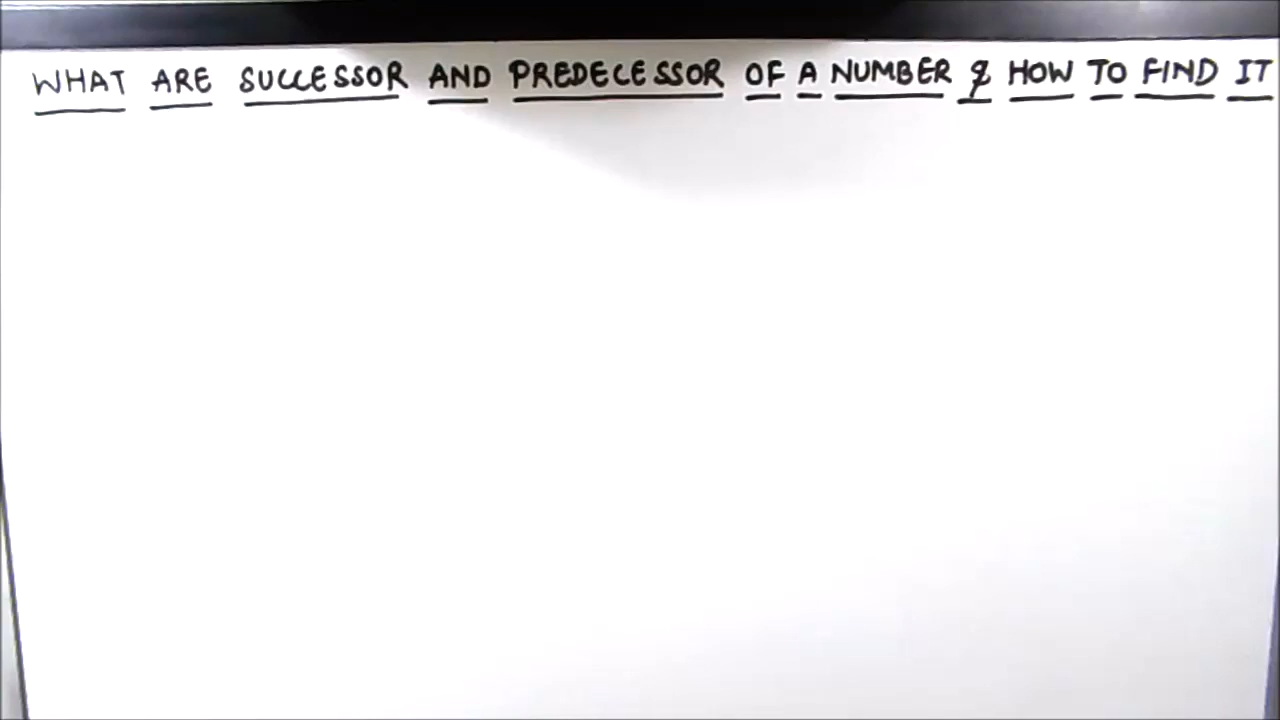 WHAT ARE SUCCESSOR AND PREDECESSOR OF A NUMBER & HOW TO FIND IT